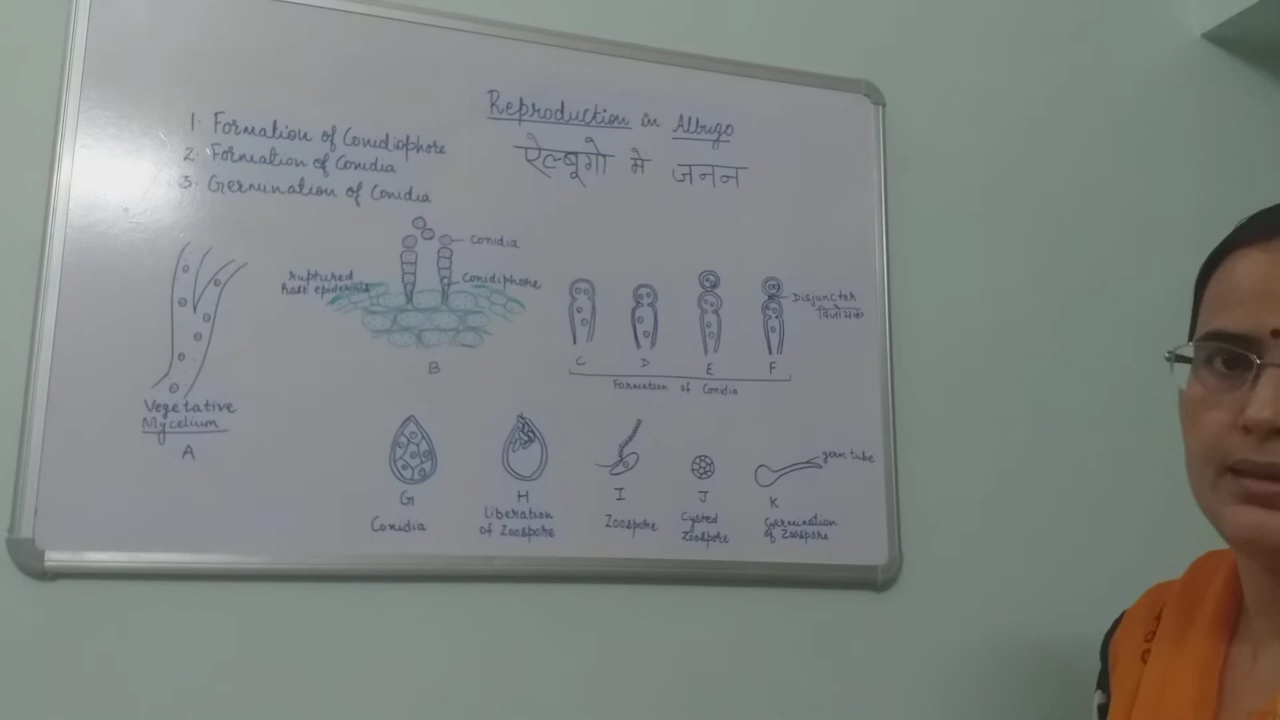 Reproduction in Albugo
ऐल्बूगो मे जनन
1. Formation of Conidiophore
2. Formation of Conidia
3. Germination of Conidia
Vegetative
Mycelium
A
ruptured
host epidermis
Conidia
Conidiphore
B
C
D
E
F
Disjunctor
वियोजक
Formation of Conidia
G
Conidia
H
Liberation
of Zoospore
I
Zoospore
J
Cysted
Zoospore
germ tube
K
Germination
of Zoospore